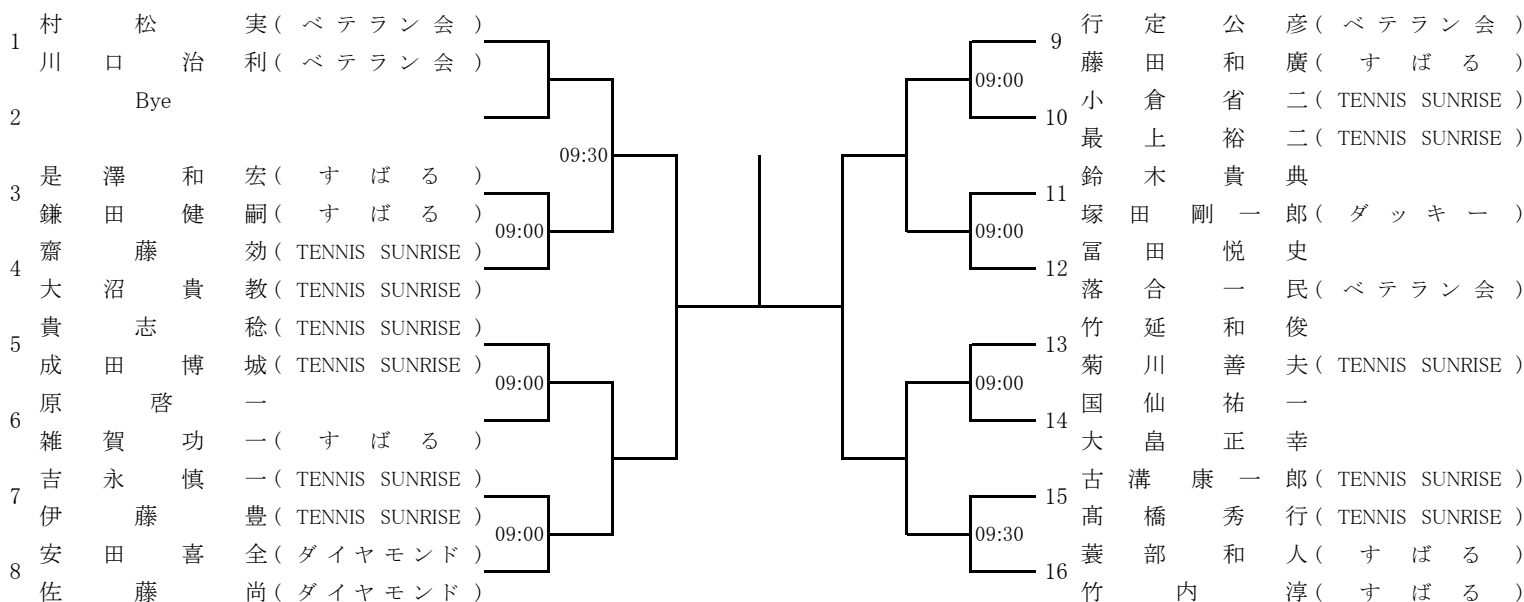 1
村松実(ベテラン会)
川口治利(ベテラン会)
2
Bye
09:30
3
是澤和宏(すばる)
鎌田健嗣(すばる)
09:00
4
齋藤効(TENNIS SUNRISE)
大沼貴教(TENNIS SUNRISE)
5
貴志稔(TENNIS SUNRISE)
成田博城(TENNIS SUNRISE)
09:00
6
原啓一
雑賀功一(すばる)
7
吉永慎一(TENNIS SUNRISE)
伊藤豊(TENNIS SUNRISE)
09:00
8
安田喜全(ダイヤモンド)
佐藤尚(ダイヤモンド)
9
行定公彦(ベテラン会)
藤田和廣(すばる)
09:00
10
小倉省二(TENNIS SUNRISE)
最上裕二(TENNIS SUNRISE)
11
鈴木貴典
塚田剛一郎(ダッキー)
09:00
12
冨田悦史
落合一民(ベテラン会)
13
竹延和俊
菊川善夫(TENNIS SUNRISE)
09:00
14
国仙祐一
大畠正幸
15
古溝康一郎(TENNIS SUNRISE)
髙橋秀行(TENNIS SUNRISE)
09:30
16
蓑部和人(すばる)
竹内淳(すばる)